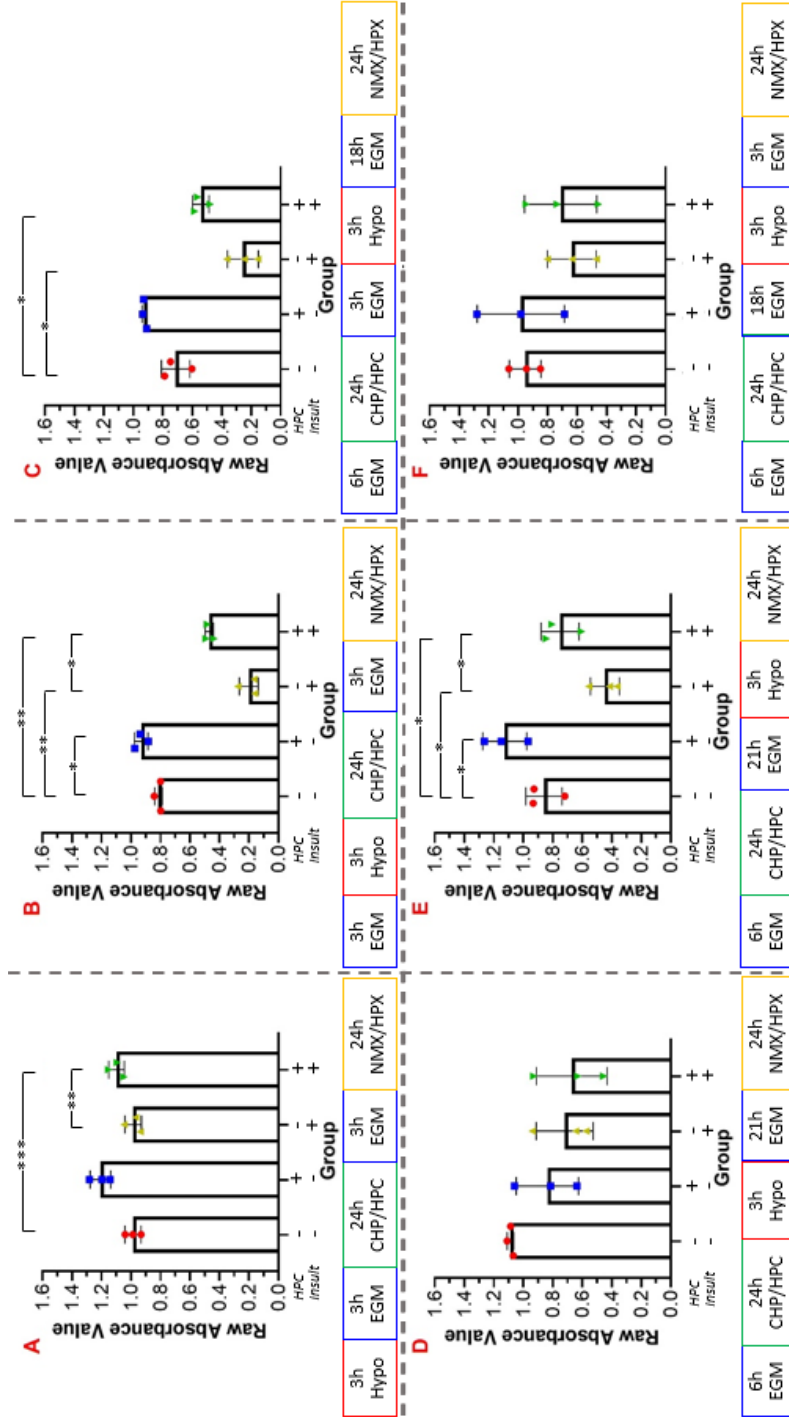 A
Raw Absorbance Value
1.6
1.4
1.2
1.0
0.8
0.6
0.4
0.2
0.0
***
**
HPC - + - +
insult - - + +
Group
3h Hypo
3h EGM
24h CHP/HPC
3h EGM
24h NMX/HPX
B
Raw Absorbance Value
1.6
1.4
1.2
1.0
0.8
0.6
0.4
0.2
0.0
**
**
*
*
HPC - + - +
insult - - + +
Group
3h EGM
3h Hypo
24h CHP/HPC
3h EGM
24h NMX/HPX
C
Raw Absorbance Value
1.6
1.4
1.2
1.0
0.8
0.6
0.4
0.2
0.0
*
*
HPC - + - +
insult - - + +
Group
6h EGM
24h CHP/HPC
3h EGM
3h Hypo
18h EGM
24h NMX/HPX
D
Raw Absorbance Value
1.6
1.4
1.2
1.0
0.8
0.6
0.4
0.2
0.0
HPC - + - +
insult - - + +
Group
6h EGM
24h CHP/HPC
3h Hypo
21h EGM
24h NMX/HPX
E
Raw Absorbance Value
1.6
1.4
1.2
1.0
0.8
0.6
0.4
0.2
0.0
*
*
*
*
HPC - + - +
insult - - + +
Group
6h EGM
24h CHP/HPC
21h EGM
3h Hypo
24h NMX/HPX
F
Raw Absorbance Value
1.6
1.4
1.2
1.0
0.8
0.6
0.4
0.2
0.0
HPC - + - +
insult - - + +
Group
6h EGM
24h CHP/HPC
18h EGM
3h Hypo
3h EGM
24h NMX/HPX